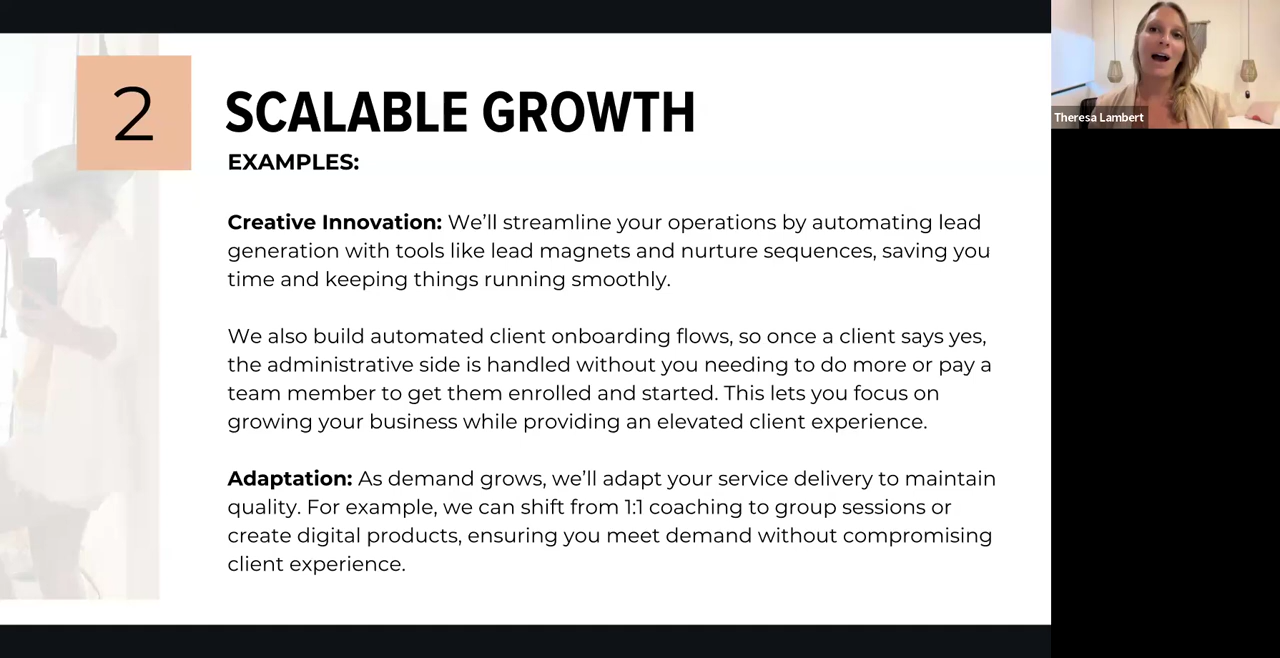 2
SCALABLE GROWTH
EXAMPLES:
Creative Innovation: We’ll streamline your operations by automating lead
generation with tools like lead magnets and nurture sequences, saving you
time and keeping things running smoothly.
We also build automated client onboarding flows, so once a client says yes,
the administrative side is handled without you needing to do more or pay a
team member to get them enrolled and started. This lets you focus on
growing your business while providing an elevated client experience.
Adaptation: As demand grows, we’ll adapt your service delivery to maintain
quality. For example, we can shift from 1:1 coaching to group sessions or
create digital products, ensuring you meet demand without compromising
client experience.
Theresa Lambert